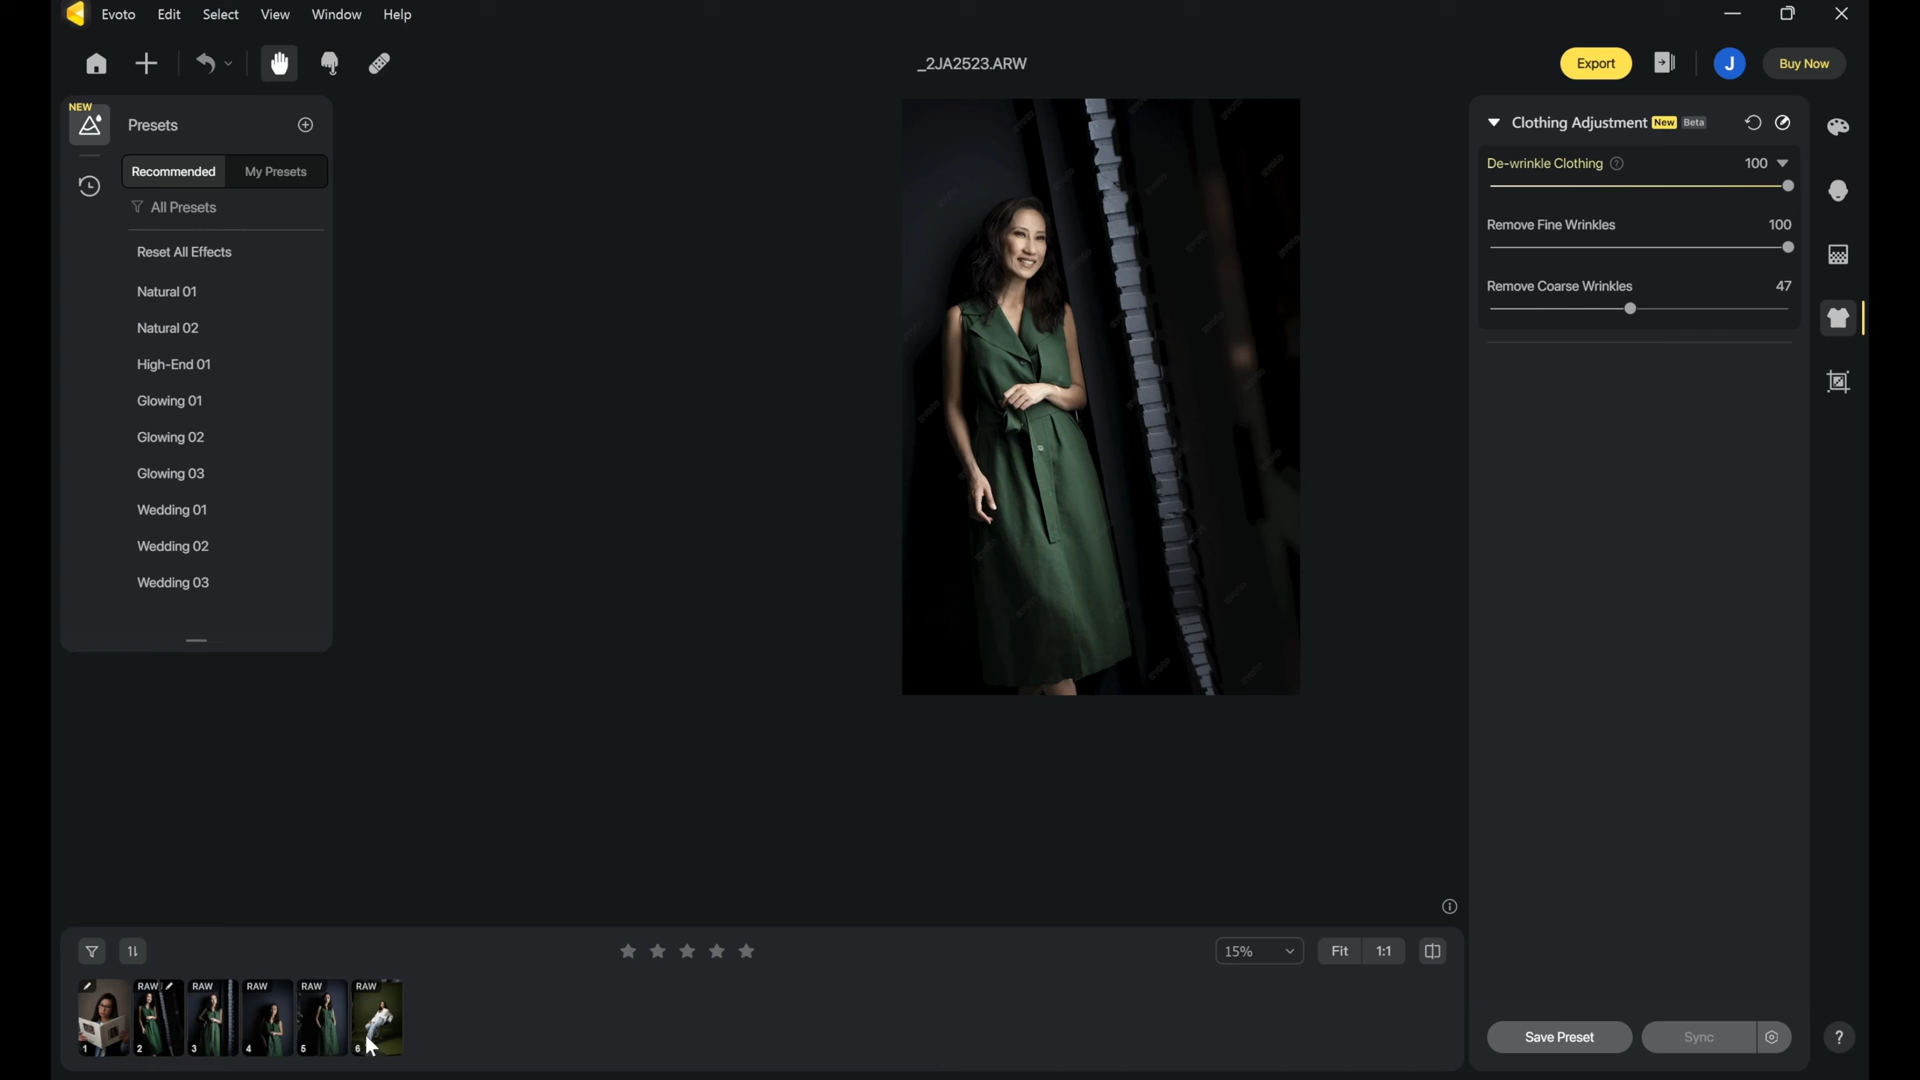 Evoto Edit Select View Window Help
_2JA2523.ARW
Export
J
Buy Now
NEW
Presets
Recommended My Presets
All Presets
Reset All Effects
Natural 01
Natural 02
High-End 01
Glowing 01
Glowing 02
Glowing 03
Wedding 01
Wedding 02
Wedding 03
Clothing Adjustment New Beta
De-wrinkle Clothing ? 100
Remove Fine Wrinkles 100
Remove Coarse Wrinkles 47
evoto
15% Fit 1:1
RAW RAW RAW RAW RAW
1 2 3 4 5 6
Save Preset Sync ?